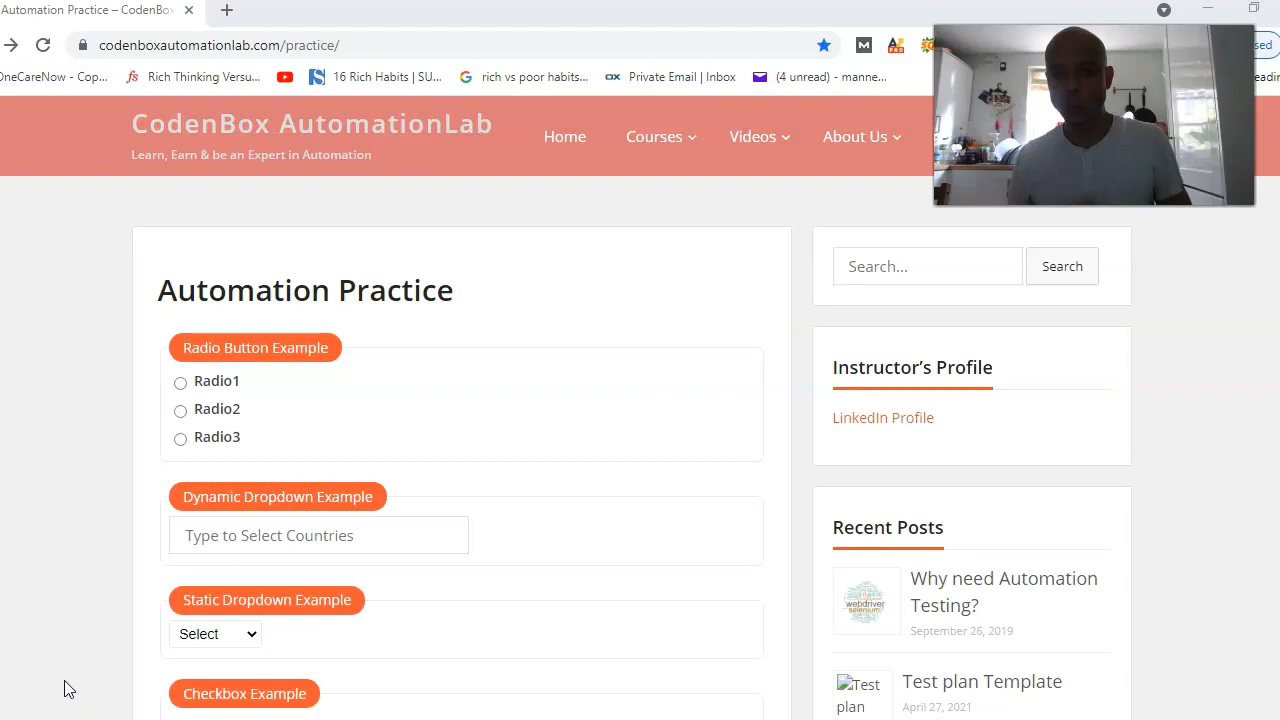 Automation Practice – CodenBox
codenboxautomationlab.com/practice/
OneCareNow - Cop...
Rich Thinking Versu...
16 Rich Habits | SU...
rich vs poor habits...
Private Email | Inbox
(4 unread) - manne...
CodenBox AutomationLab
Learn, Earn & be an Expert in Automation
Home
Courses
Videos
About Us
Automation Practice
Radio Button Example
Radio1
Radio2
Radio3
Dynamic Dropdown Example
Type to Select Countries
Static Dropdown Example
Select
Checkbox Example
Search...
Search
Instructor’s Profile
LinkedIn Profile
Recent Posts
webdriver
selenium
Why need Automation
Testing?
September 26, 2019
Test
plan
Test plan Template
April 27, 2021